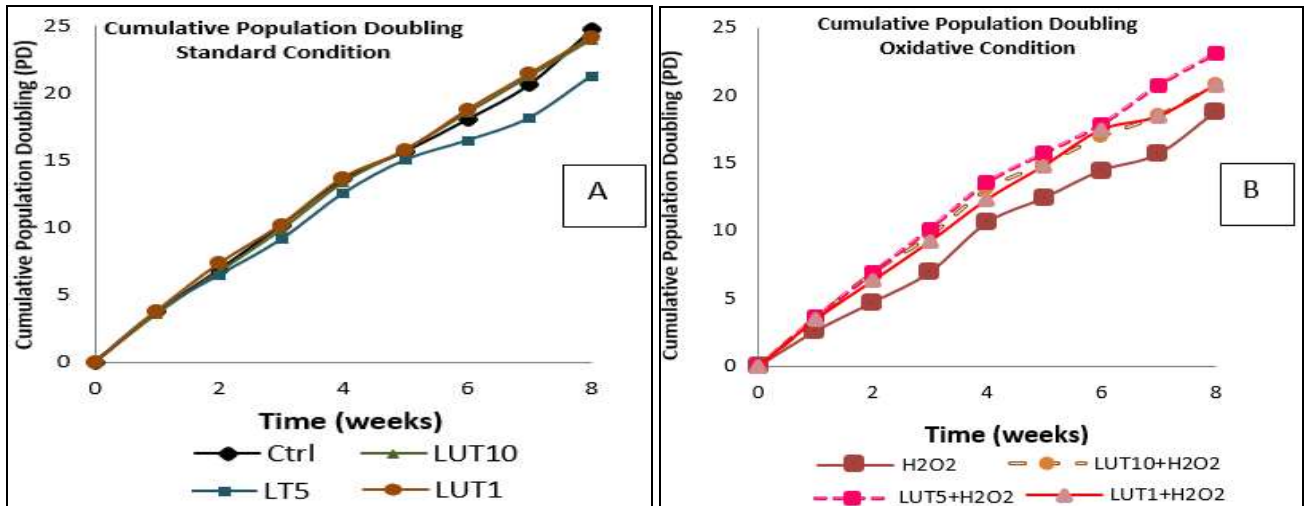 Cumulative Population Doubling
Standard Condition
Cumulative Population Doubling (PD)
25
20
15
10
5
0
0 2 4 6 8
Time (weeks)
A
Ctrl LUT10
LT5 LUT1
Cumulative Population Doubling
Oxidative Condition
Cumulative Population Doubling (PD)
25
20
15
10
5
0
0 2 4 6 8
Time (weeks)
B
H2O2 LUT10+H2O2
LUT5+H2O2 LUT1+H2O2